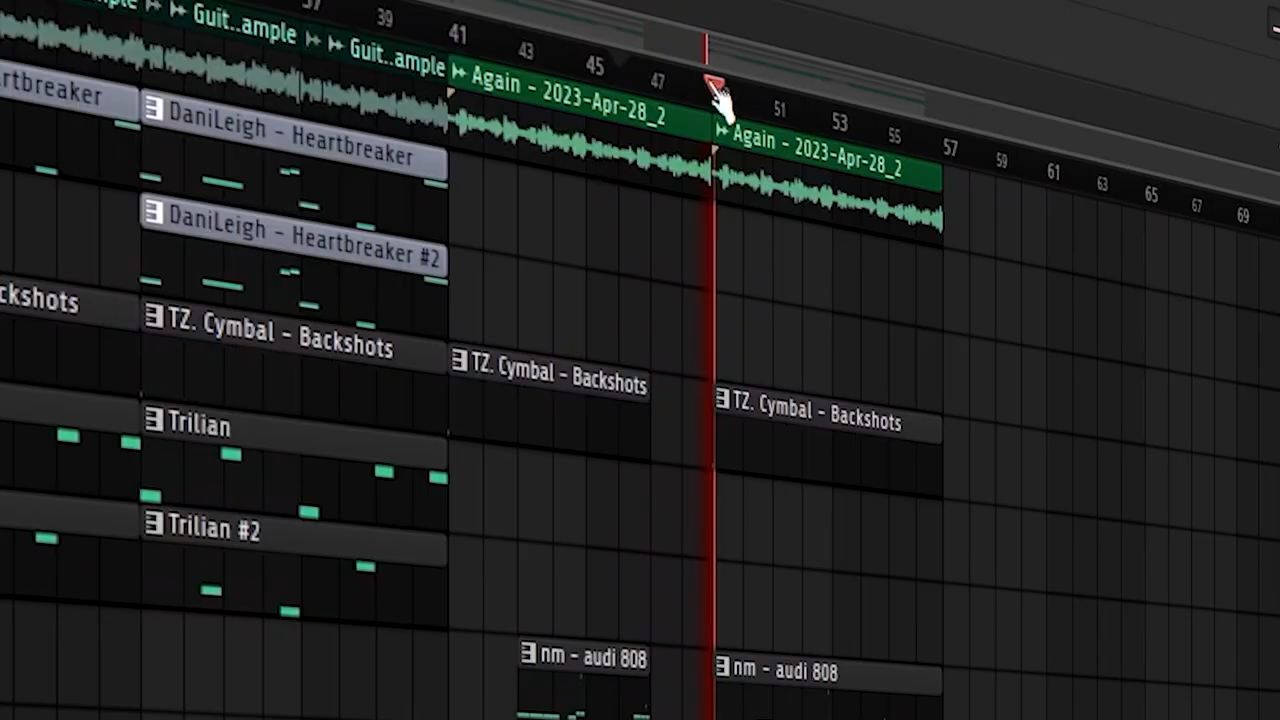 ample
Guit..ample
Guit..ample
37 39 41 43 45 47 51 53 55 57 59 61 63 65 67 69
Again - 2023-Apr-28_2
Again - 2023-Apr-28_2
rtbreaker
DaniLeigh - Heartbreaker
DaniLeigh - Heartbreaker #2
ckshots
TZ. Cymbal - Backshots
TZ. Cymbal - Backshots
TZ. Cymbal - Backshots
Trilian
Trilian #2
nm - audi 808
nm - audi 808